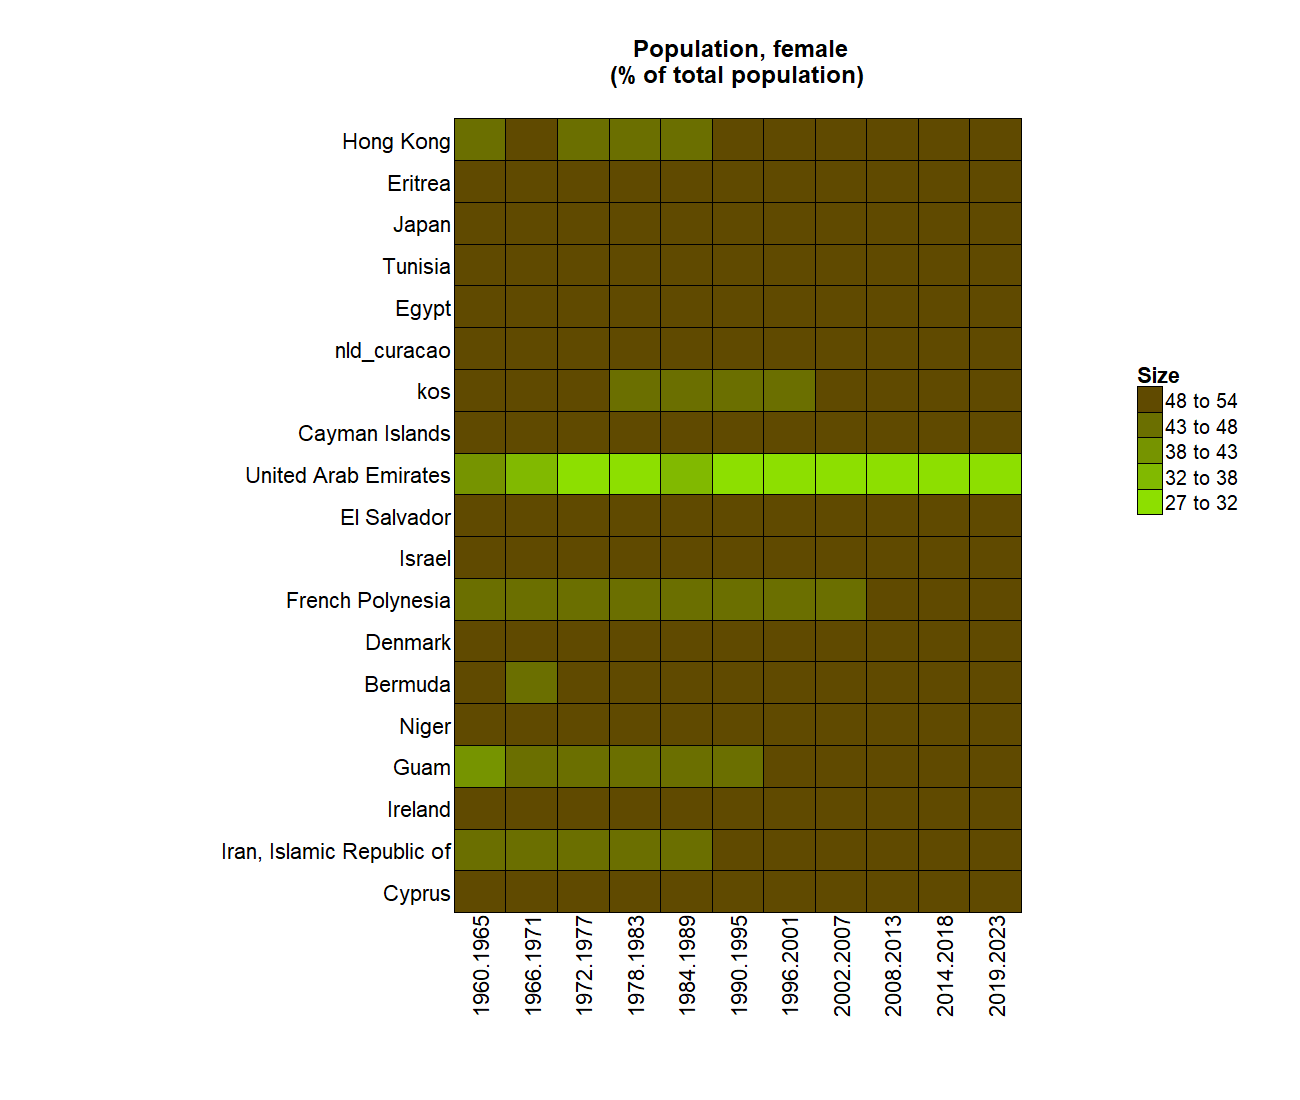 Population, female
(% of total population)
Hong Kong
Eritrea
Japan
Tunisia
Egypt
nld_curacao
kos
Cayman Islands
United Arab Emirates
El Salvador
Israel
French Polynesia
Denmark
Bermuda
Niger
Guam
Ireland
Iran, Islamic Republic of
Cyprus
1960.1965
1966.1971
1972.1977
1978.1983
1984.1989
1990.1995
1996.2001
2002.2007
2008.2013
2014.2018
2019.2023
Size
48 to 54
43 to 48
38 to 43
32 to 38
27 to 32